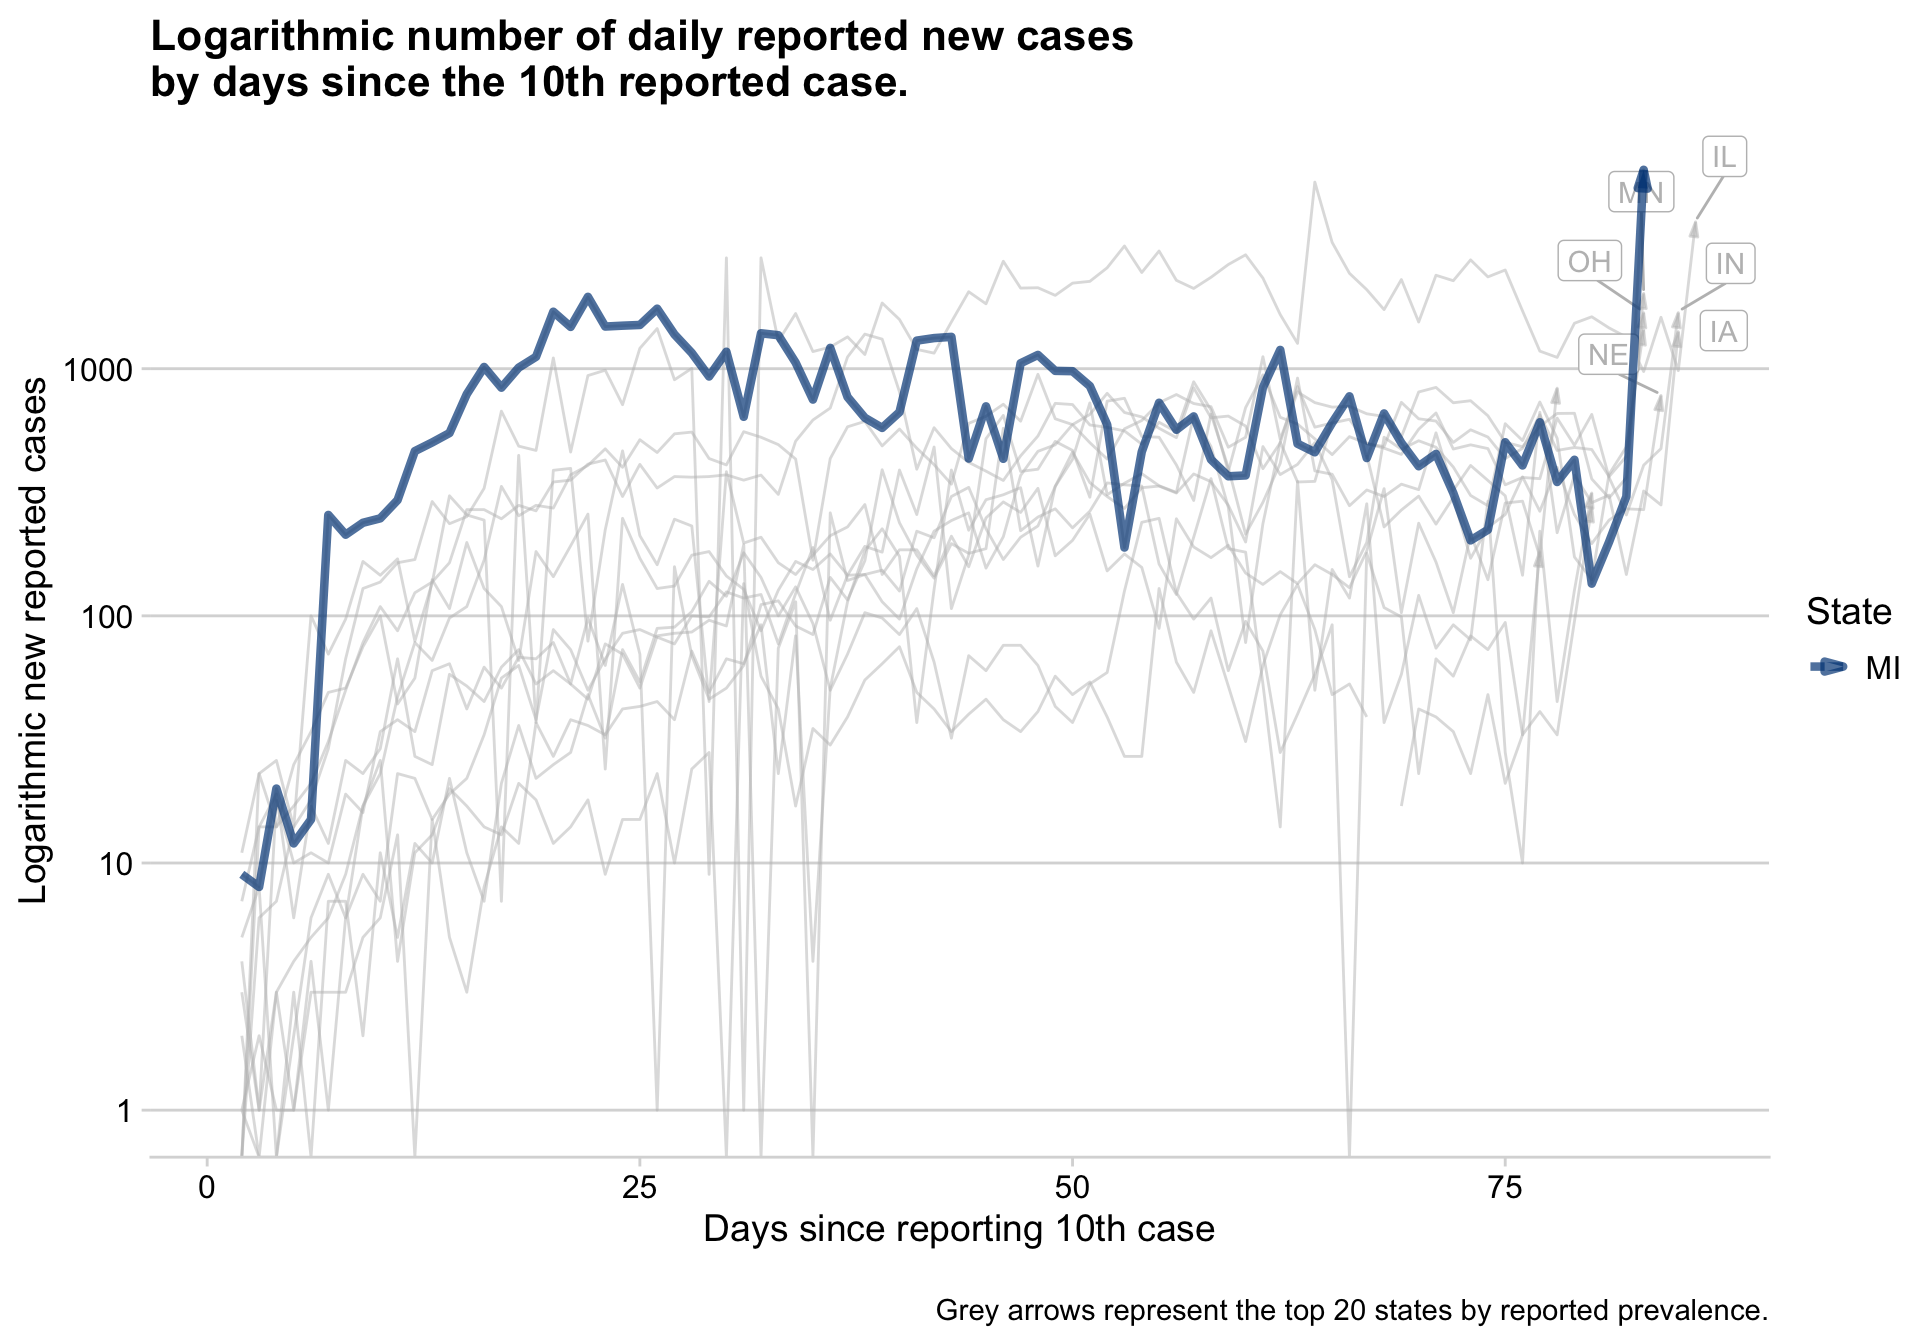 Logarithmic number of daily reported new cases
by days since the 10th reported case.
IL
MN
OH
IN
IA
NE
Logarithmic new reported cases
1000
100
10
1
0
25
50
75
Days since reporting 10th case
State
MI
Grey arrows represent the top 20 states by reported prevalence.